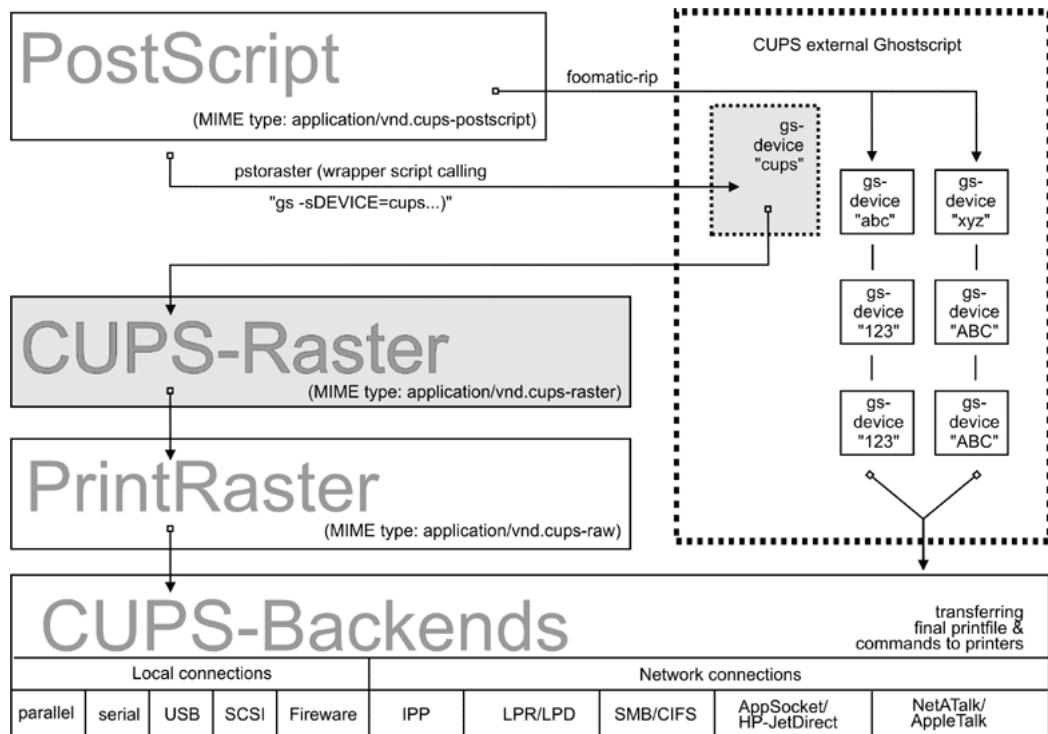 PostScript
(MIME type: application/vnd.cups-postscript)
foomatic-rip
CUPS external Ghostscript
pstoraster (wrapper script calling
"gs -sDEVICE=cups...)"
gs-
device
"cups"
gs-
device
"abc"
gs-
device
"xyz"
gs-
device
"123"
gs-
device
"ABC"
gs-
device
"123"
gs-
device
"ABC"
CUPS-Raster
(MIME type: application/vnd.cups-raster)
PrintRaster
(MIME type: application/vnd.cups-raw)
CUPS-Backends
transferring
final printfile &
commands to printers
Local connections
Network connections
parallel
serial
USB
SCSI
Fireware
IPP
LPR/LPD
SMB/CIFS
AppSocket/
HP-JetDirect
NetATalk/
AppleTalk